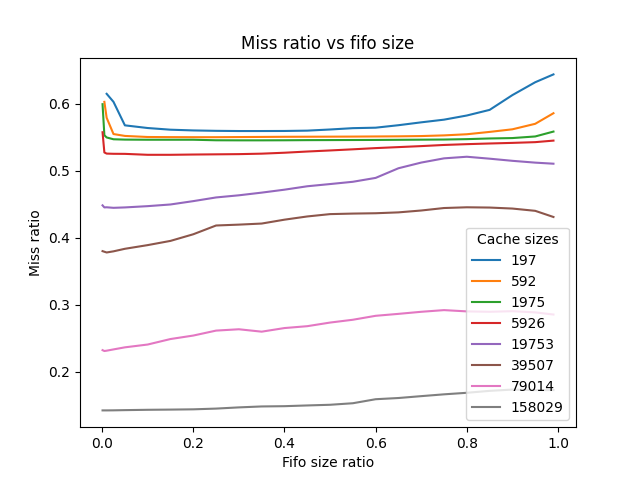 Miss ratio vs fifo size
Miss ratio
0.6
0.5
0.4
0.3
0.2
Cache sizes
197
592
1975
5926
19753
39507
79014
158029
0.0 0.2 0.4 0.6 0.8 1.0
Fifo size ratio